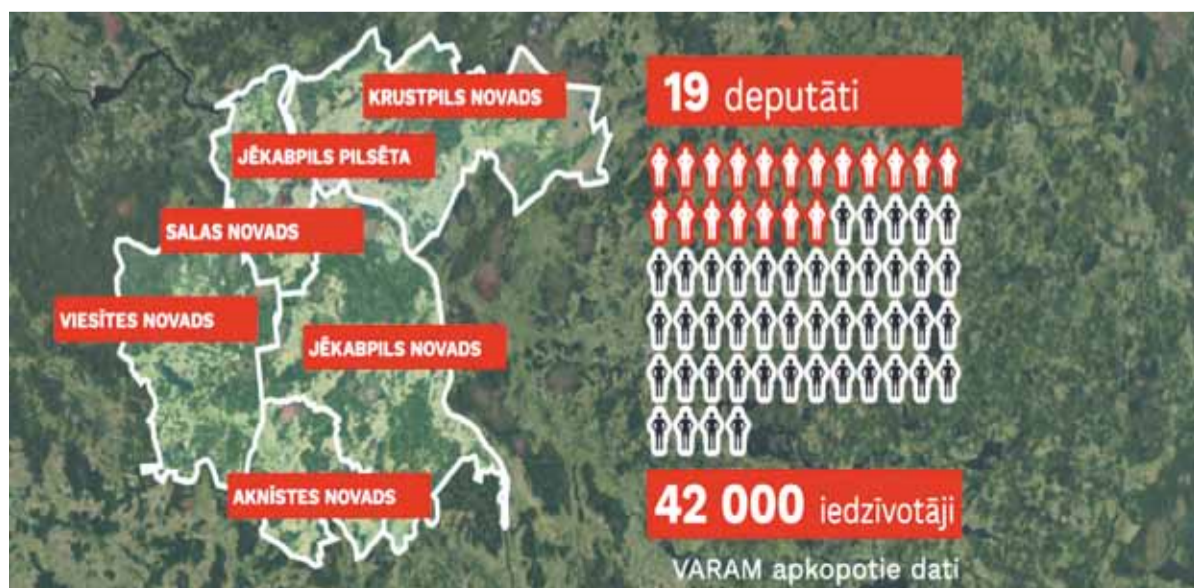 KRUSTPILS NOVADS
JĒKABPILS PILSĒTA
SALAS NOVADS
VIESĪTES NOVADS
JĒKABPILS NOVADS
AKNĪSTES NOVADS
19 deputāti
42 000 iedzīvotāji
VARAM apkopotie dati